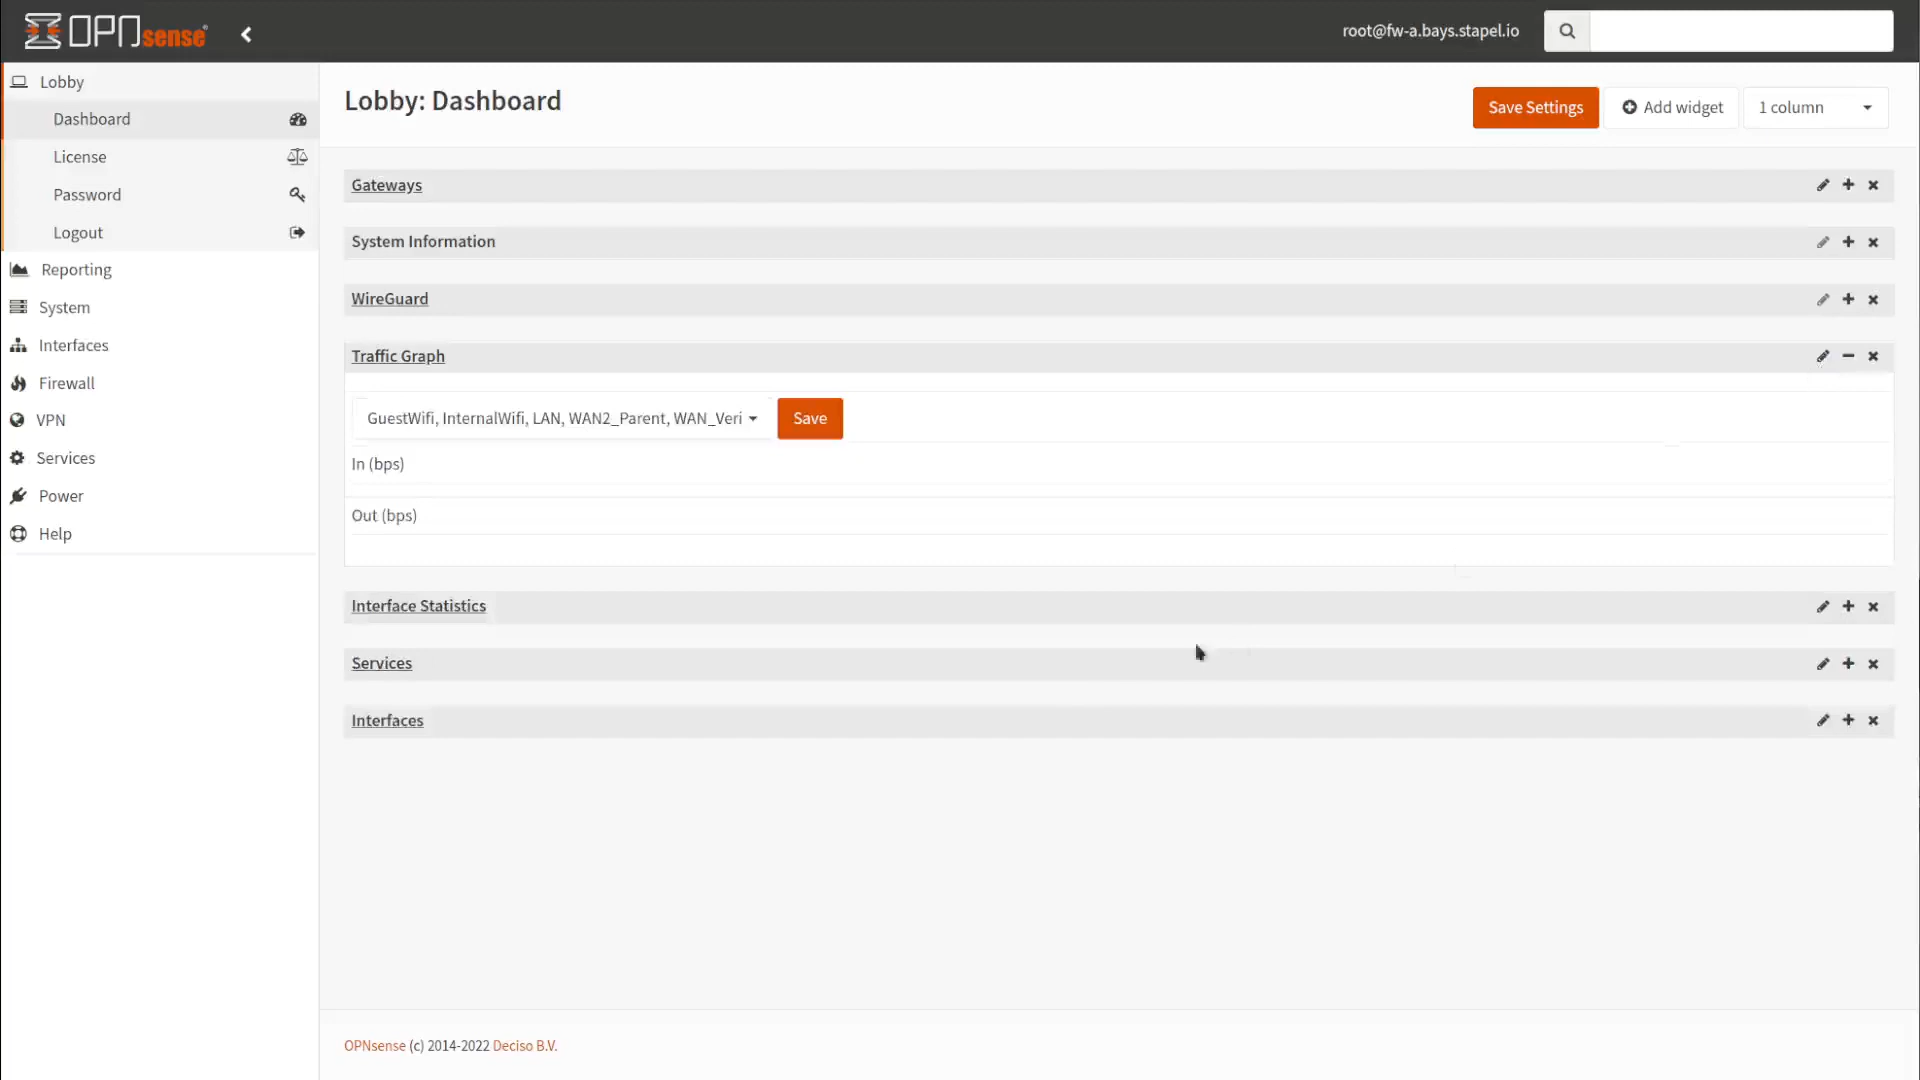 OPNsense
root@fw-a.bays.stapel.io
Lobby
Dashboard
License
Password
Logout
Reporting
System
Interfaces
Firewall
VPN
Services
Power
Help
Lobby: Dashboard
Save Settings
Add widget
1 column
Gateways
System Information
WireGuard
Traffic Graph
GuestWifi, InternalWifi, LAN, WAN2_Parent, WAN_Veri
Save
In (bps)
Out (bps)
Interface Statistics
Services
Interfaces
OPNsense (c) 2014-2022 Deciso B.V.